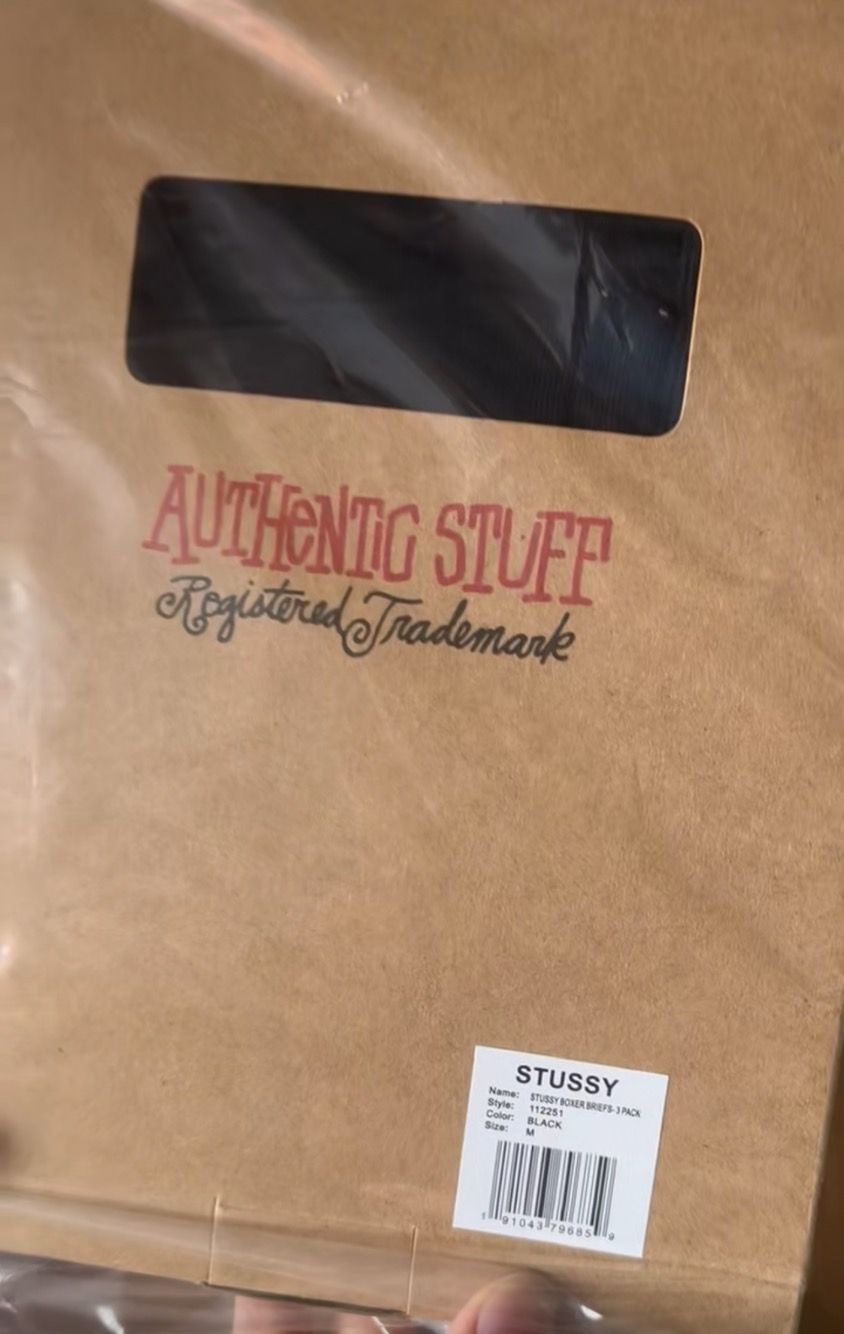 AUTHENTIC STUFF
Registered Trademark
STUSSY
Name: STUSSY BOXER BRIEFS- 3 PACK
Style: 112251
Color: BLACK
Size: M
1 91043 79685 9